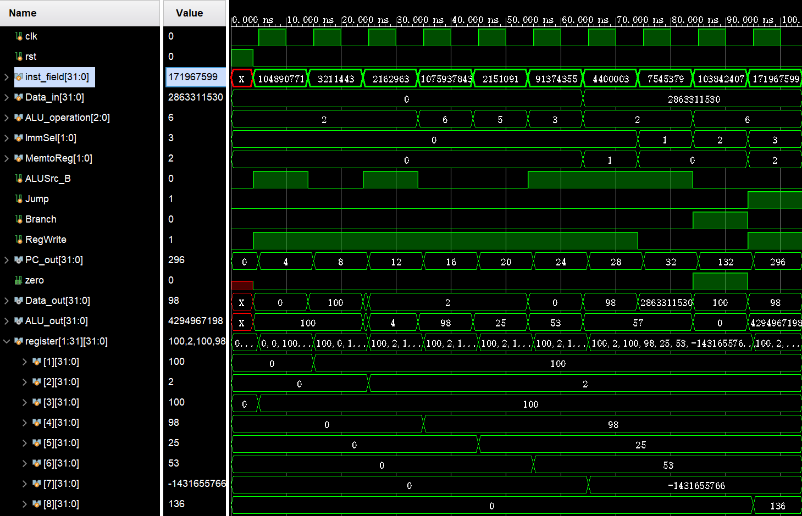 Name Value 0.000 ns 10.000 ns 20.000 ns 30.000 ns 40.000 ns 50.000 ns 60.000 ns 70.000 ns 80.000 ns 90.000 ns 100.
clk 0
rst 0
inst_field[31:0] 171967599 X 104890771 3211443 2162963 1075937843 2151091 91374355 4400003 7545379 103842407 171967599
Data_in[31:0] 2863311530 0 2863311530
ALU_operation[2:0] 6 2 6 5 3 2 6
ImmSel[1:0] 3 0 1 2 3
MemtoReg[1:0] 2 0 1 0 2
ALUSrc_B 0
Jump 1
Branch 0
RegWrite 1
PC_out[31:0] 296 0 4 8 12 16 20 24 28 32 132 296
zero 0
Data_out[31:0] 98 X 0 100 2 0 98 2863311530 100 98
ALU_out[31:0] 4294967198 X 100 4 98 25 53 57 0 4294967198
register[1:31][31:0] 100,2,100,98 0,... 0,0,100... 100,0,1... 100,2,1... 100,2,1... 100,2,1... 100,2,1... 100,2,100,98,25,53,-143165576... 100,2,...
[1][31:0] 100 0 100
[2][31:0] 2 0 2
[3][31:0] 100 0 100
[4][31:0] 98 0 98
[5][31:0] 25 0 25
[6][31:0] 53 0 53
[7][31:0] -1431655766 0 -1431655766
[8][31:0] 136 0 136